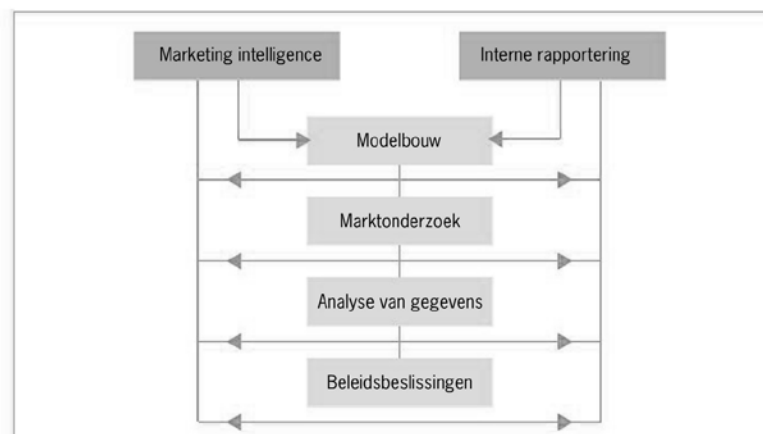 Marketing intelligence
Interne rapportering
Modelbouw
Marktonderzoek
Analyse van gegevens
Beleidsbeslissingen